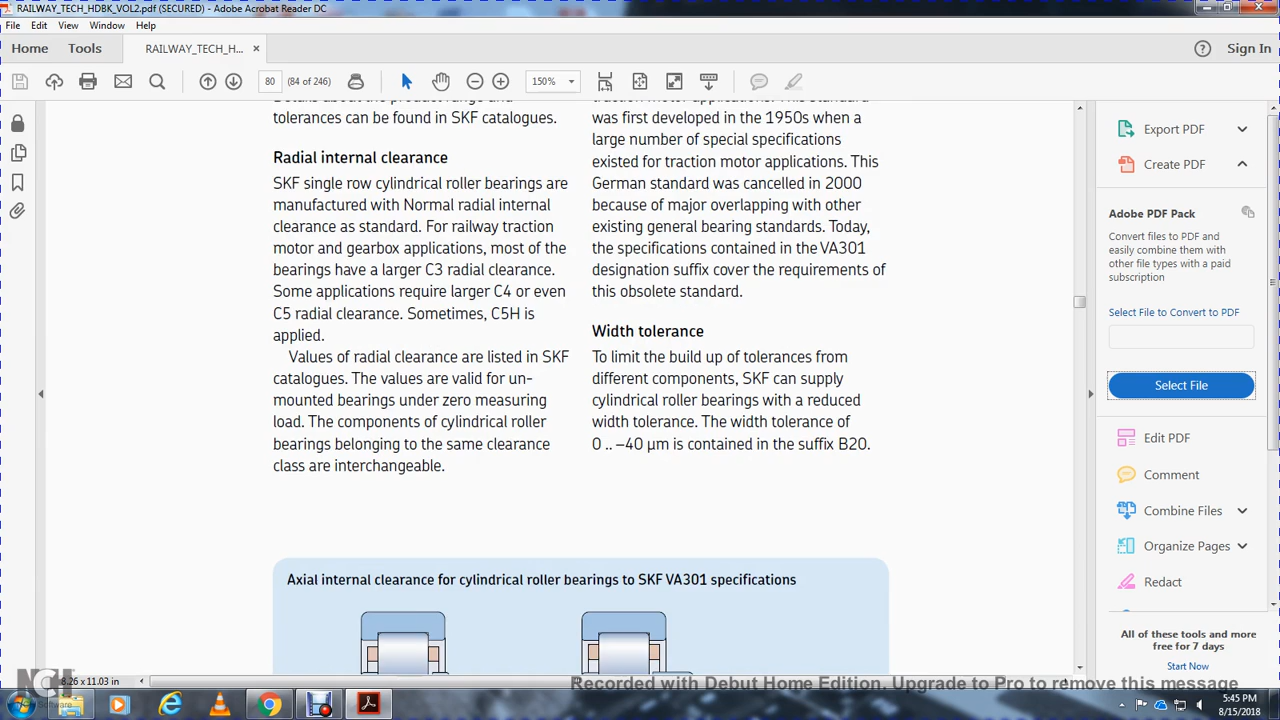 RAILWAY_TECH_HDBK_VOL2.pdf (SECURED) - Adobe Acrobat Reader DC
File Edit View Window Help
Home Tools RAILWAY_TECH_H... × Sign In
80 (84 of 246) 150%
tolerances can be found in SKF catalogues.
Radial internal clearance
SKF single row cylindrical roller bearings are
manufactured with Normal radial internal
clearance as standard. For railway traction
motor and gearbox applications, most of the
bearings have a larger C3 radial clearance.
Some applications require larger C4 or even
C5 radial clearance. Sometimes, C5H is
applied.
Values of radial clearance are listed in SKF
catalogues. The values are valid for un-
mounted bearings under zero measuring
load. The components of cylindrical roller
bearings belonging to the same clearance
class are interchangeable.
was first developed in the 1950s when a
large number of special specifications
existed for traction motor applications. This
German standard was cancelled in 2000
because of major overlapping with other
existing general bearing standards. Today,
the specifications contained in the VA301
designation suffix cover the requirements of
this obsolete standard.
Width tolerance
To limit the build up of tolerances from
different components, SKF can supply
cylindrical roller bearings with a reduced
width tolerance. The width tolerance of
0 .. –40 µm is contained in the suffix B20.
Axial internal clearance for cylindrical roller bearings to SKF VA301 specifications
Export PDF
Create PDF
Adobe PDF Pack
Convert files to PDF and
easily combine them with
other file types with a paid
subscription
Select File to Convert to PDF
Select File
Edit PDF
Comment
Combine Files
Organize Pages
Redact
All of these tools and more
free for 7 days
Start Now
8.26 x 11.03 in
NCH
Software
Recorded with Debut Home Edition. Upgrade to Pro to remove this message
5:45 PM
8/15/2018